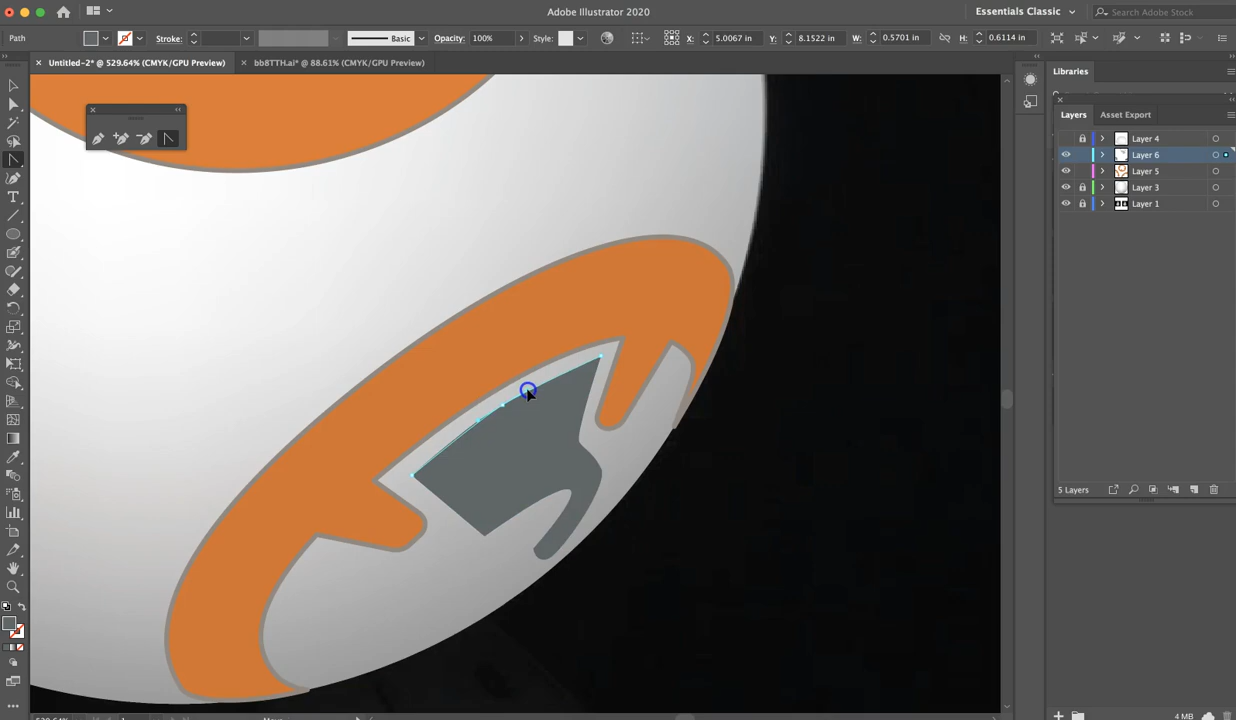 Adobe Illustrator 2020
Essentials Classic
Search Adobe Stock
Path
Stroke:
Basic
Opacity: 100%
Style:
X: 5.0067 in
Y: 8.1522 in
W: 0.5701 in
H: 0.6114 in
× Untitled-2* @ 529.64% (CMYK/GPU Preview)
× bb8TTH.ai* @ 88.61% (CMYK/GPU Preview)
Libraries
Layers
Asset Export
Layer 4
Layer 6
Layer 5
Layer 3
Layer 1
5 Layers
4 MB